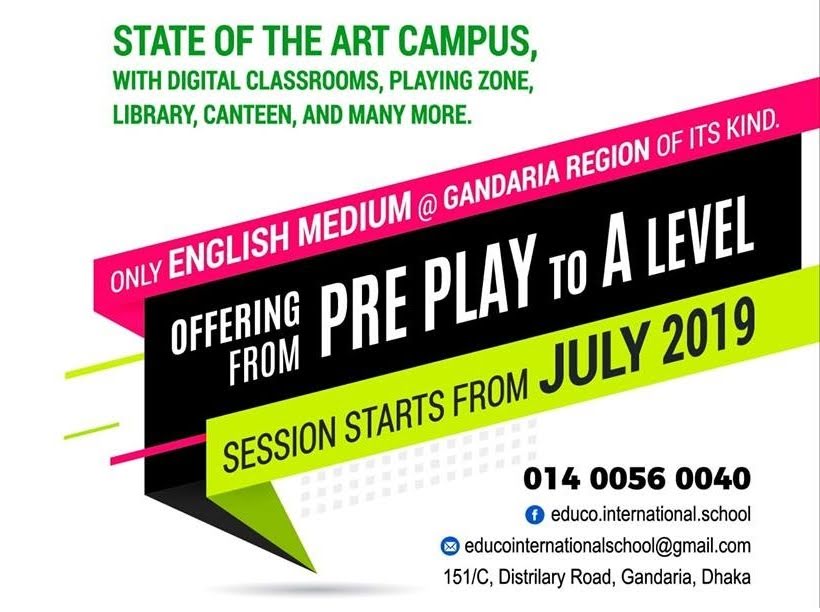 STATE OF THE ART CAMPUS,
WITH DIGITAL CLASSROOMS, PLAYING ZONE,
LIBRARY, CANTEEN, AND MANY MORE.
ONLY ENGLISH MEDIUM @ GANDARIA REGION OF ITS KIND.
OFFERING FROM PRE PLAY TO A LEVEL
SESSION STARTS FROM JULY 2019
014 0056 0040
educo.international.school
educointernationalschool@gmail.com
151/C, Distrilary Road, Gandaria, Dhaka